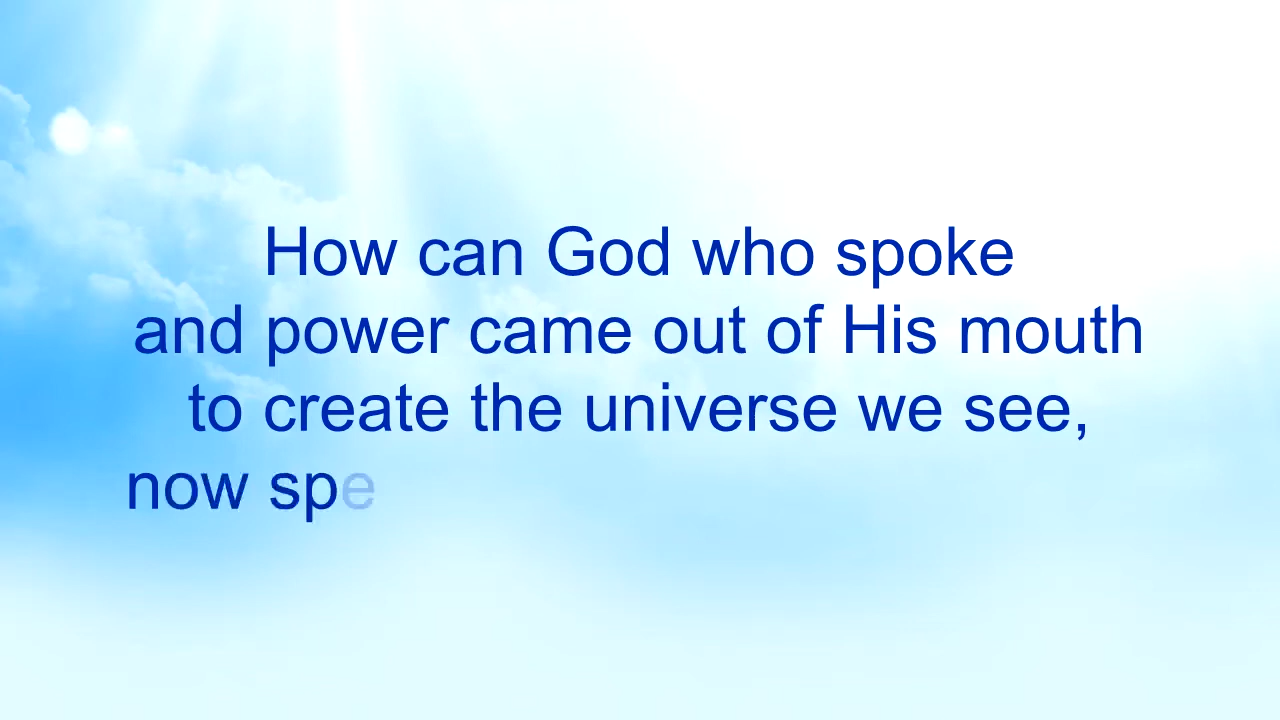 How can God who spoke
and power came out of His mouth
to create the universe we see,
now spe